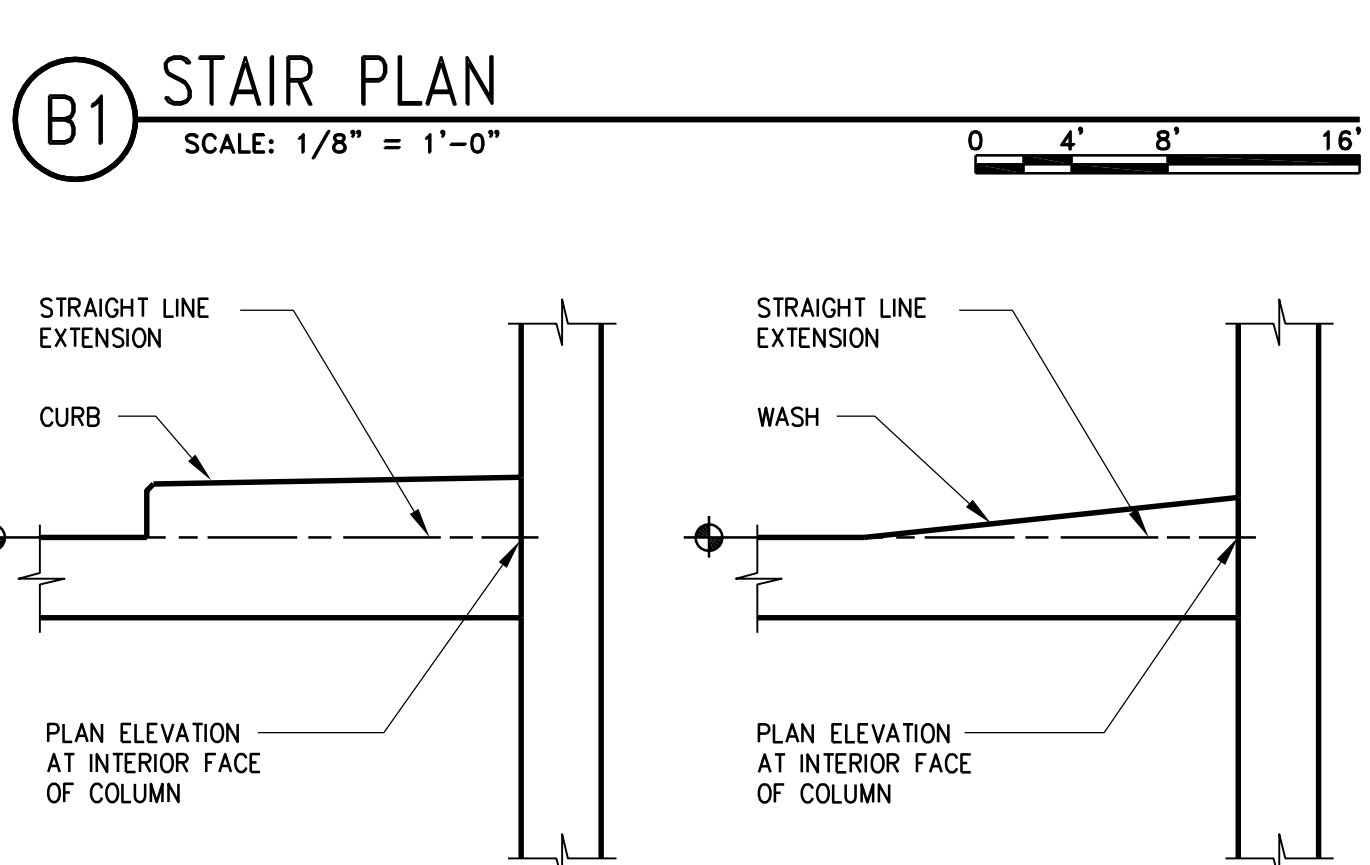 B1
STAIR PLAN
SCALE: 1/8" = 1'-0"
0 4' 8' 16'
STRAIGHT LINE
EXTENSION
CURB
PLAN ELEVATION
AT INTERIOR FACE
OF COLUMN
STRAIGHT LINE
EXTENSION
WASH
PLAN ELEVATION
AT INTERIOR FACE
OF COLUMN